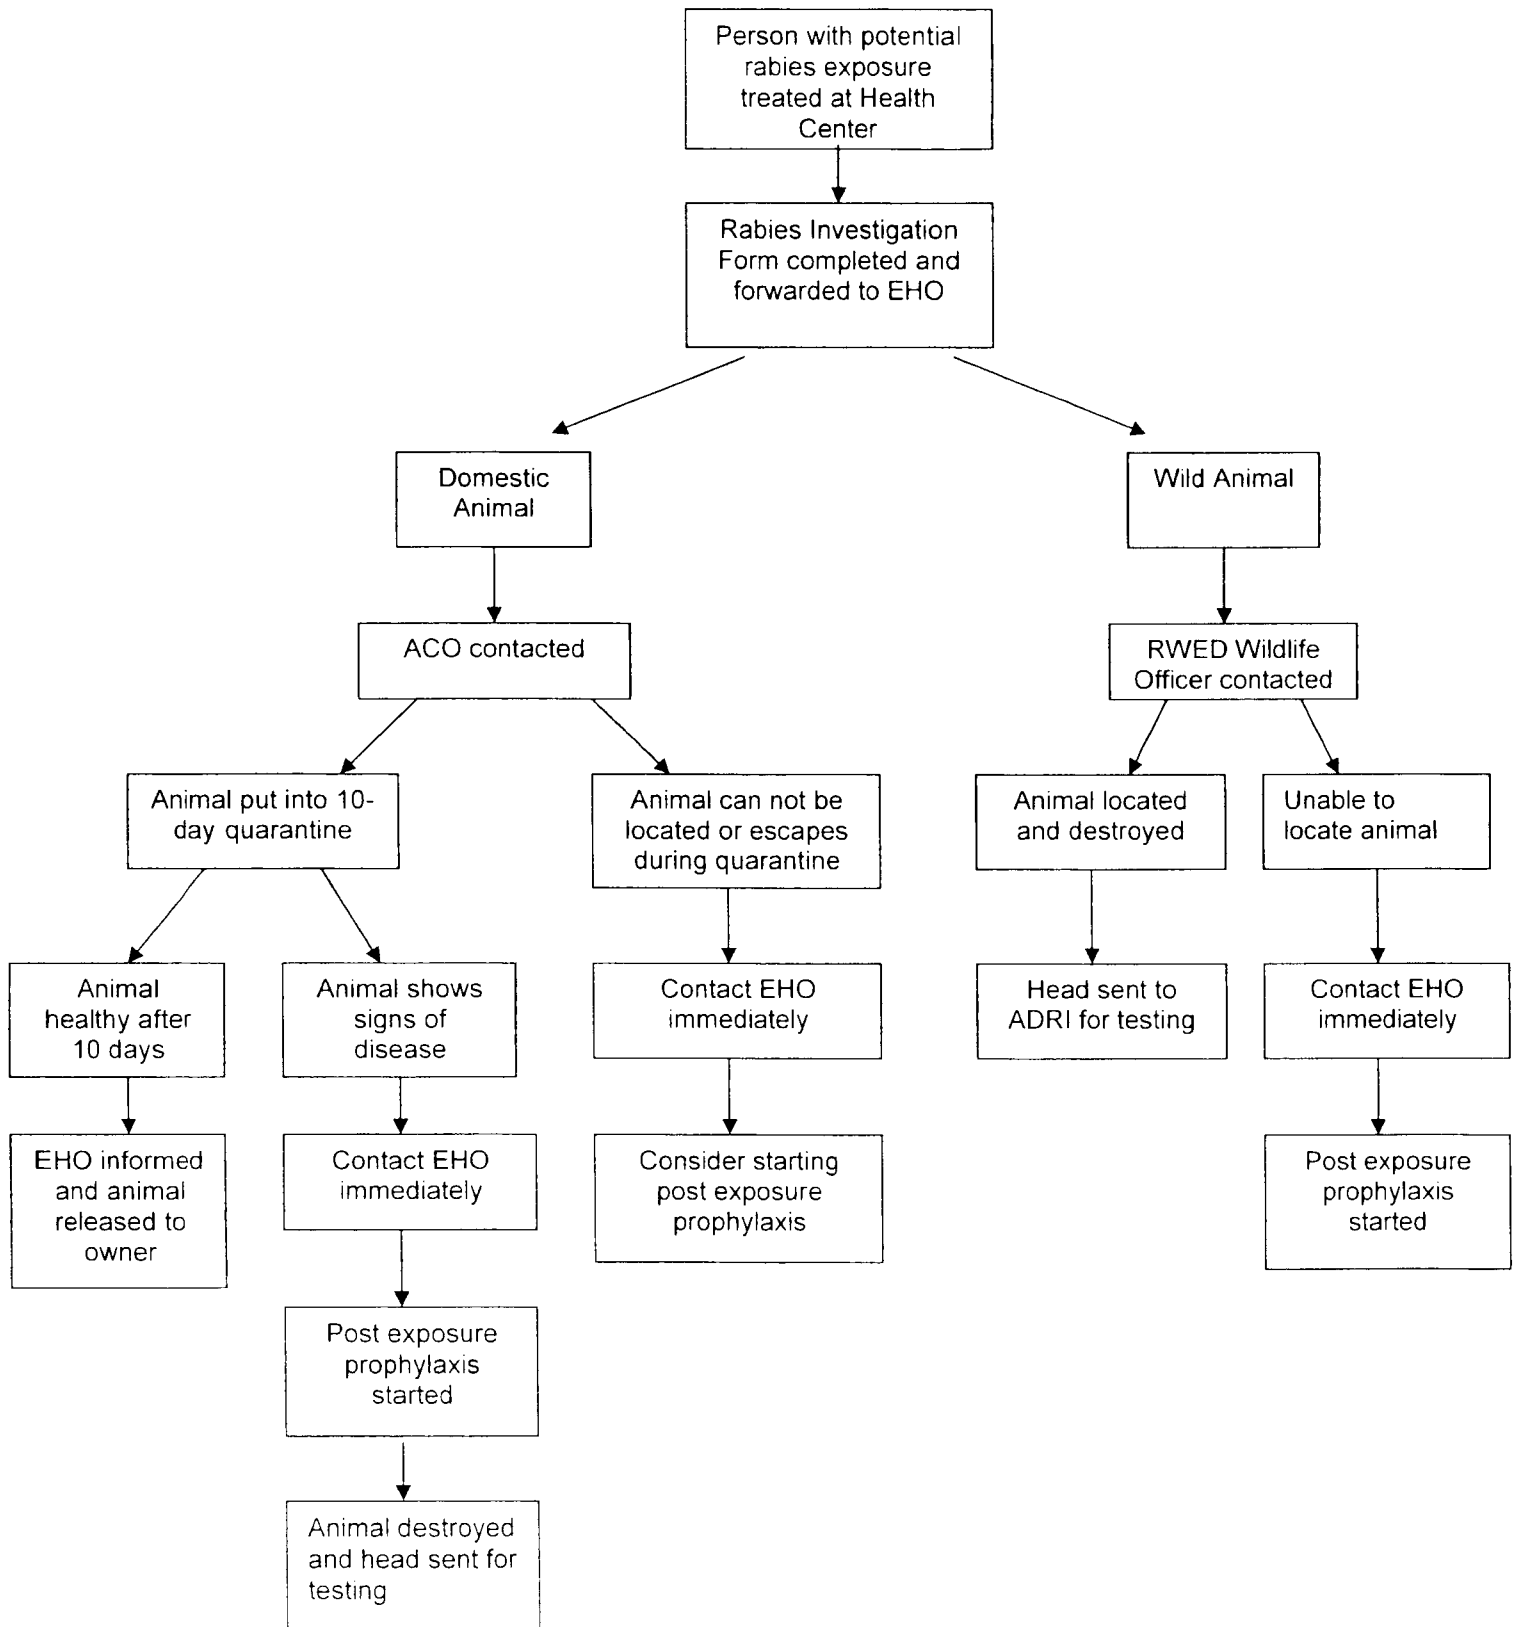 Person with potential
rabies exposure
treated at Health
Center
Rabies Investigation
Form completed and
forwarded to EHO
Domestic
Animal
Wild Animal
ACO contacted
RWED Wildlife
Officer contacted
Animal put into 10-
day quarantine
Animal can not be
located or escapes
during quarantine
Animal located
and destroyed
Unable to
locate animal
Animal
healthy after
10 days
Animal shows
signs of
disease
Contact EHO
immediately
Head sent to
ADRI for testing
Contact EHO
immediately
EHO informed
and animal
released to
owner
Contact EHO
immediately
Consider starting
post exposure
prophylaxis
Post exposure
prophylaxis
started
Post exposure
prophylaxis
started
Animal destroyed
and head sent for
testing